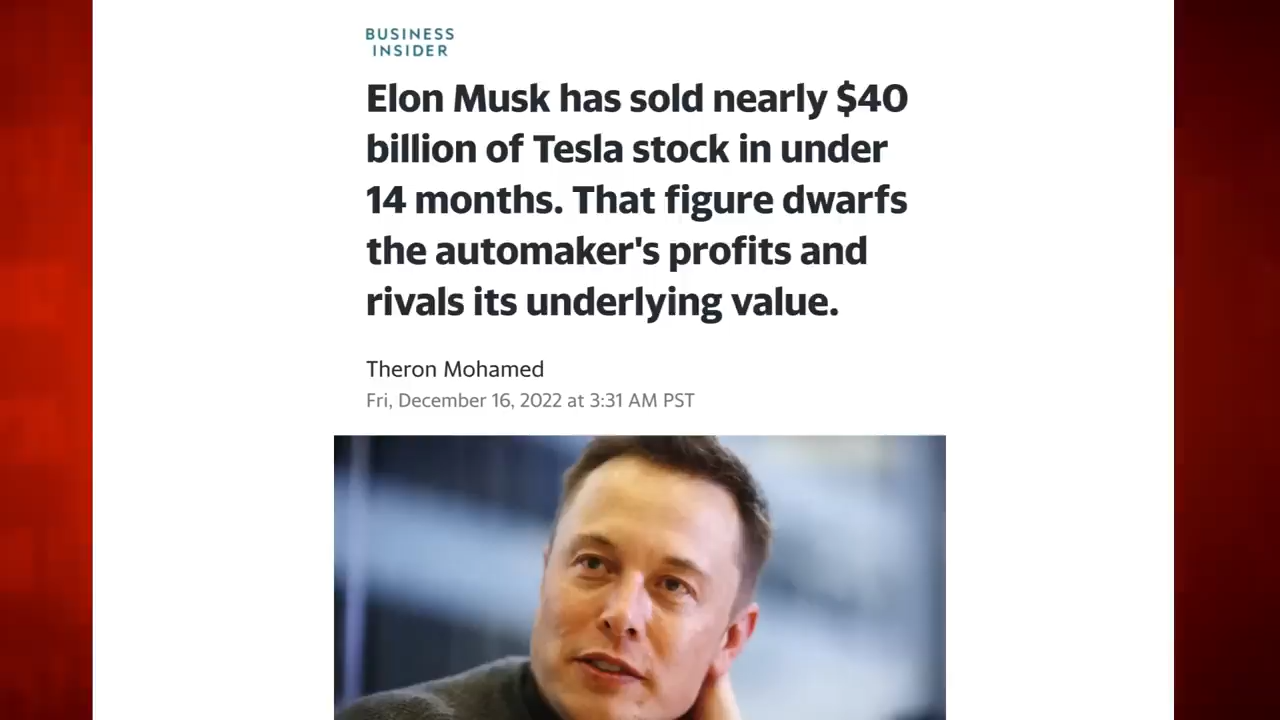 BUSINESS
INSIDER
Elon Musk has sold nearly $40
billion of Tesla stock in under
14 months. That figure dwarfs
the automaker's profits and
rivals its underlying value.
Theron Mohamed
Fri, December 16, 2022 at 3:31 AM PST